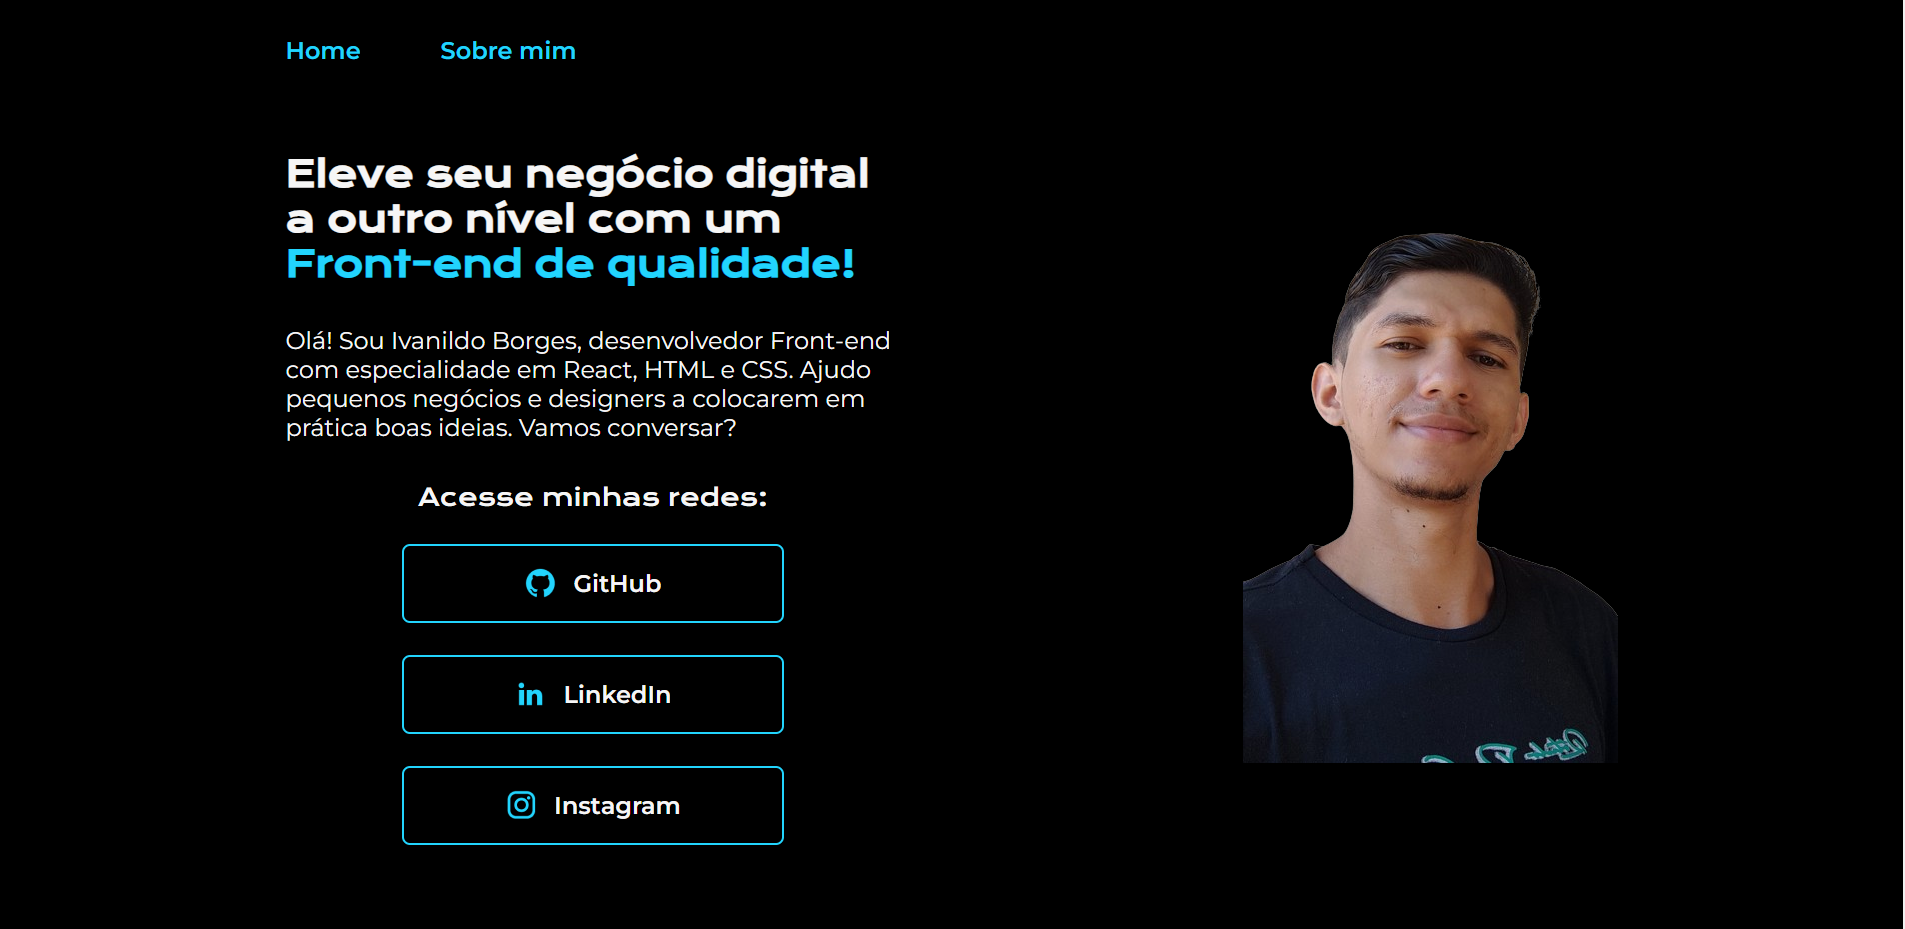 Home
Sobre mim
Eleve seu negócio digital
a outro nível com um
Front-end de qualidade!
Olá! Sou Ivanildo Borges, desenvolvedor Front-end
com especialidade em React, HTML e CSS. Ajudo
pequenos negócios e designers a colocarem em
prática boas ideias. Vamos conversar?
Acesse minhas redes:
GitHub
in LinkedIn
Instagram